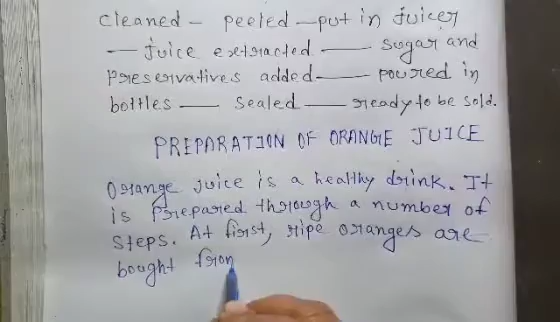 cleaned — peeled — put in juicer
— juice extracted — sugar and
preservatives added — poured in
bottles — sealed — ready to be sold.
PREPARATION OF ORANGE JUICE
Orange juice is a healthy drink. It
is prepared through a number of
steps. At first, ripe oranges are
bought from